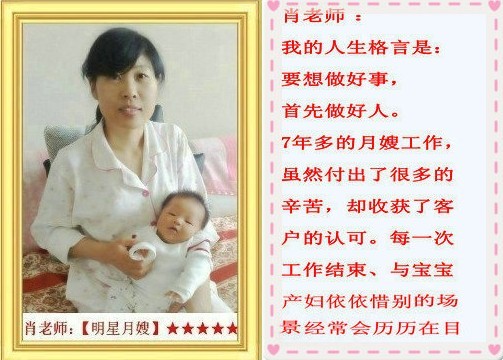 肖老师:【明星月嫂】★★★★★
肖老师 :
我的人生格言是:
要想做好事,
首先做好人。
7年多的月嫂工作,
虽然付出了很多的
辛苦,却收获了客
户的认可。每一次
工作结束、与宝宝
产妇依依惜别的场
景经常会历历在目